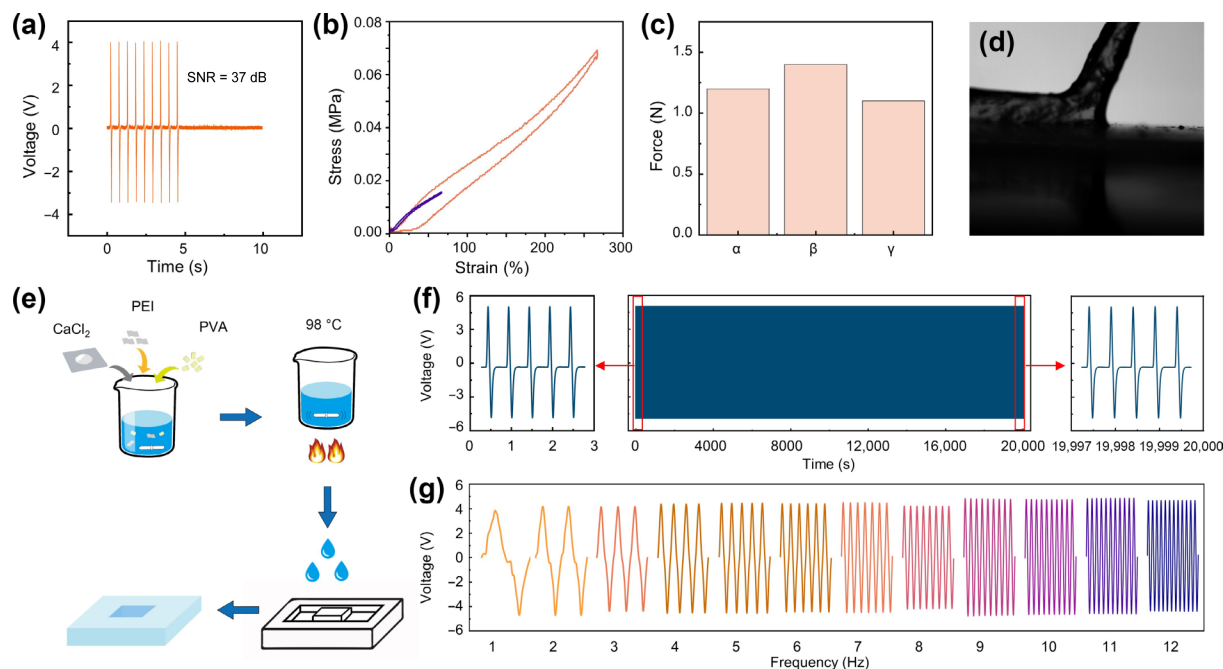 (a)
4
2
0
−2
−4
Voltage (V)
SNR = 37 dB
0
5
10
Time (s)
(b)
0.08
0.06
0.04
0.02
0.00
Stress (MPa)
0
50
100
150
200
250
300
Strain (%)
(c)
1.5
1.0
0.5
0.0
Force (N)
α
β
γ
(d)
(e)
CaCl2
PEI
PVA
98 °C
(f)
6
3
0
−3
−6
Voltage (V)
0 1 2 3
0 4000 8000 12,000 16,000 20,000
Time (s)
19,997 19,998 19,999 20,000
(g)
6
4
2
0
−2
−4
−6
Voltage (V)
1 2 3 4 5 6 7 8 9 10 11 12
Frequency (Hz)